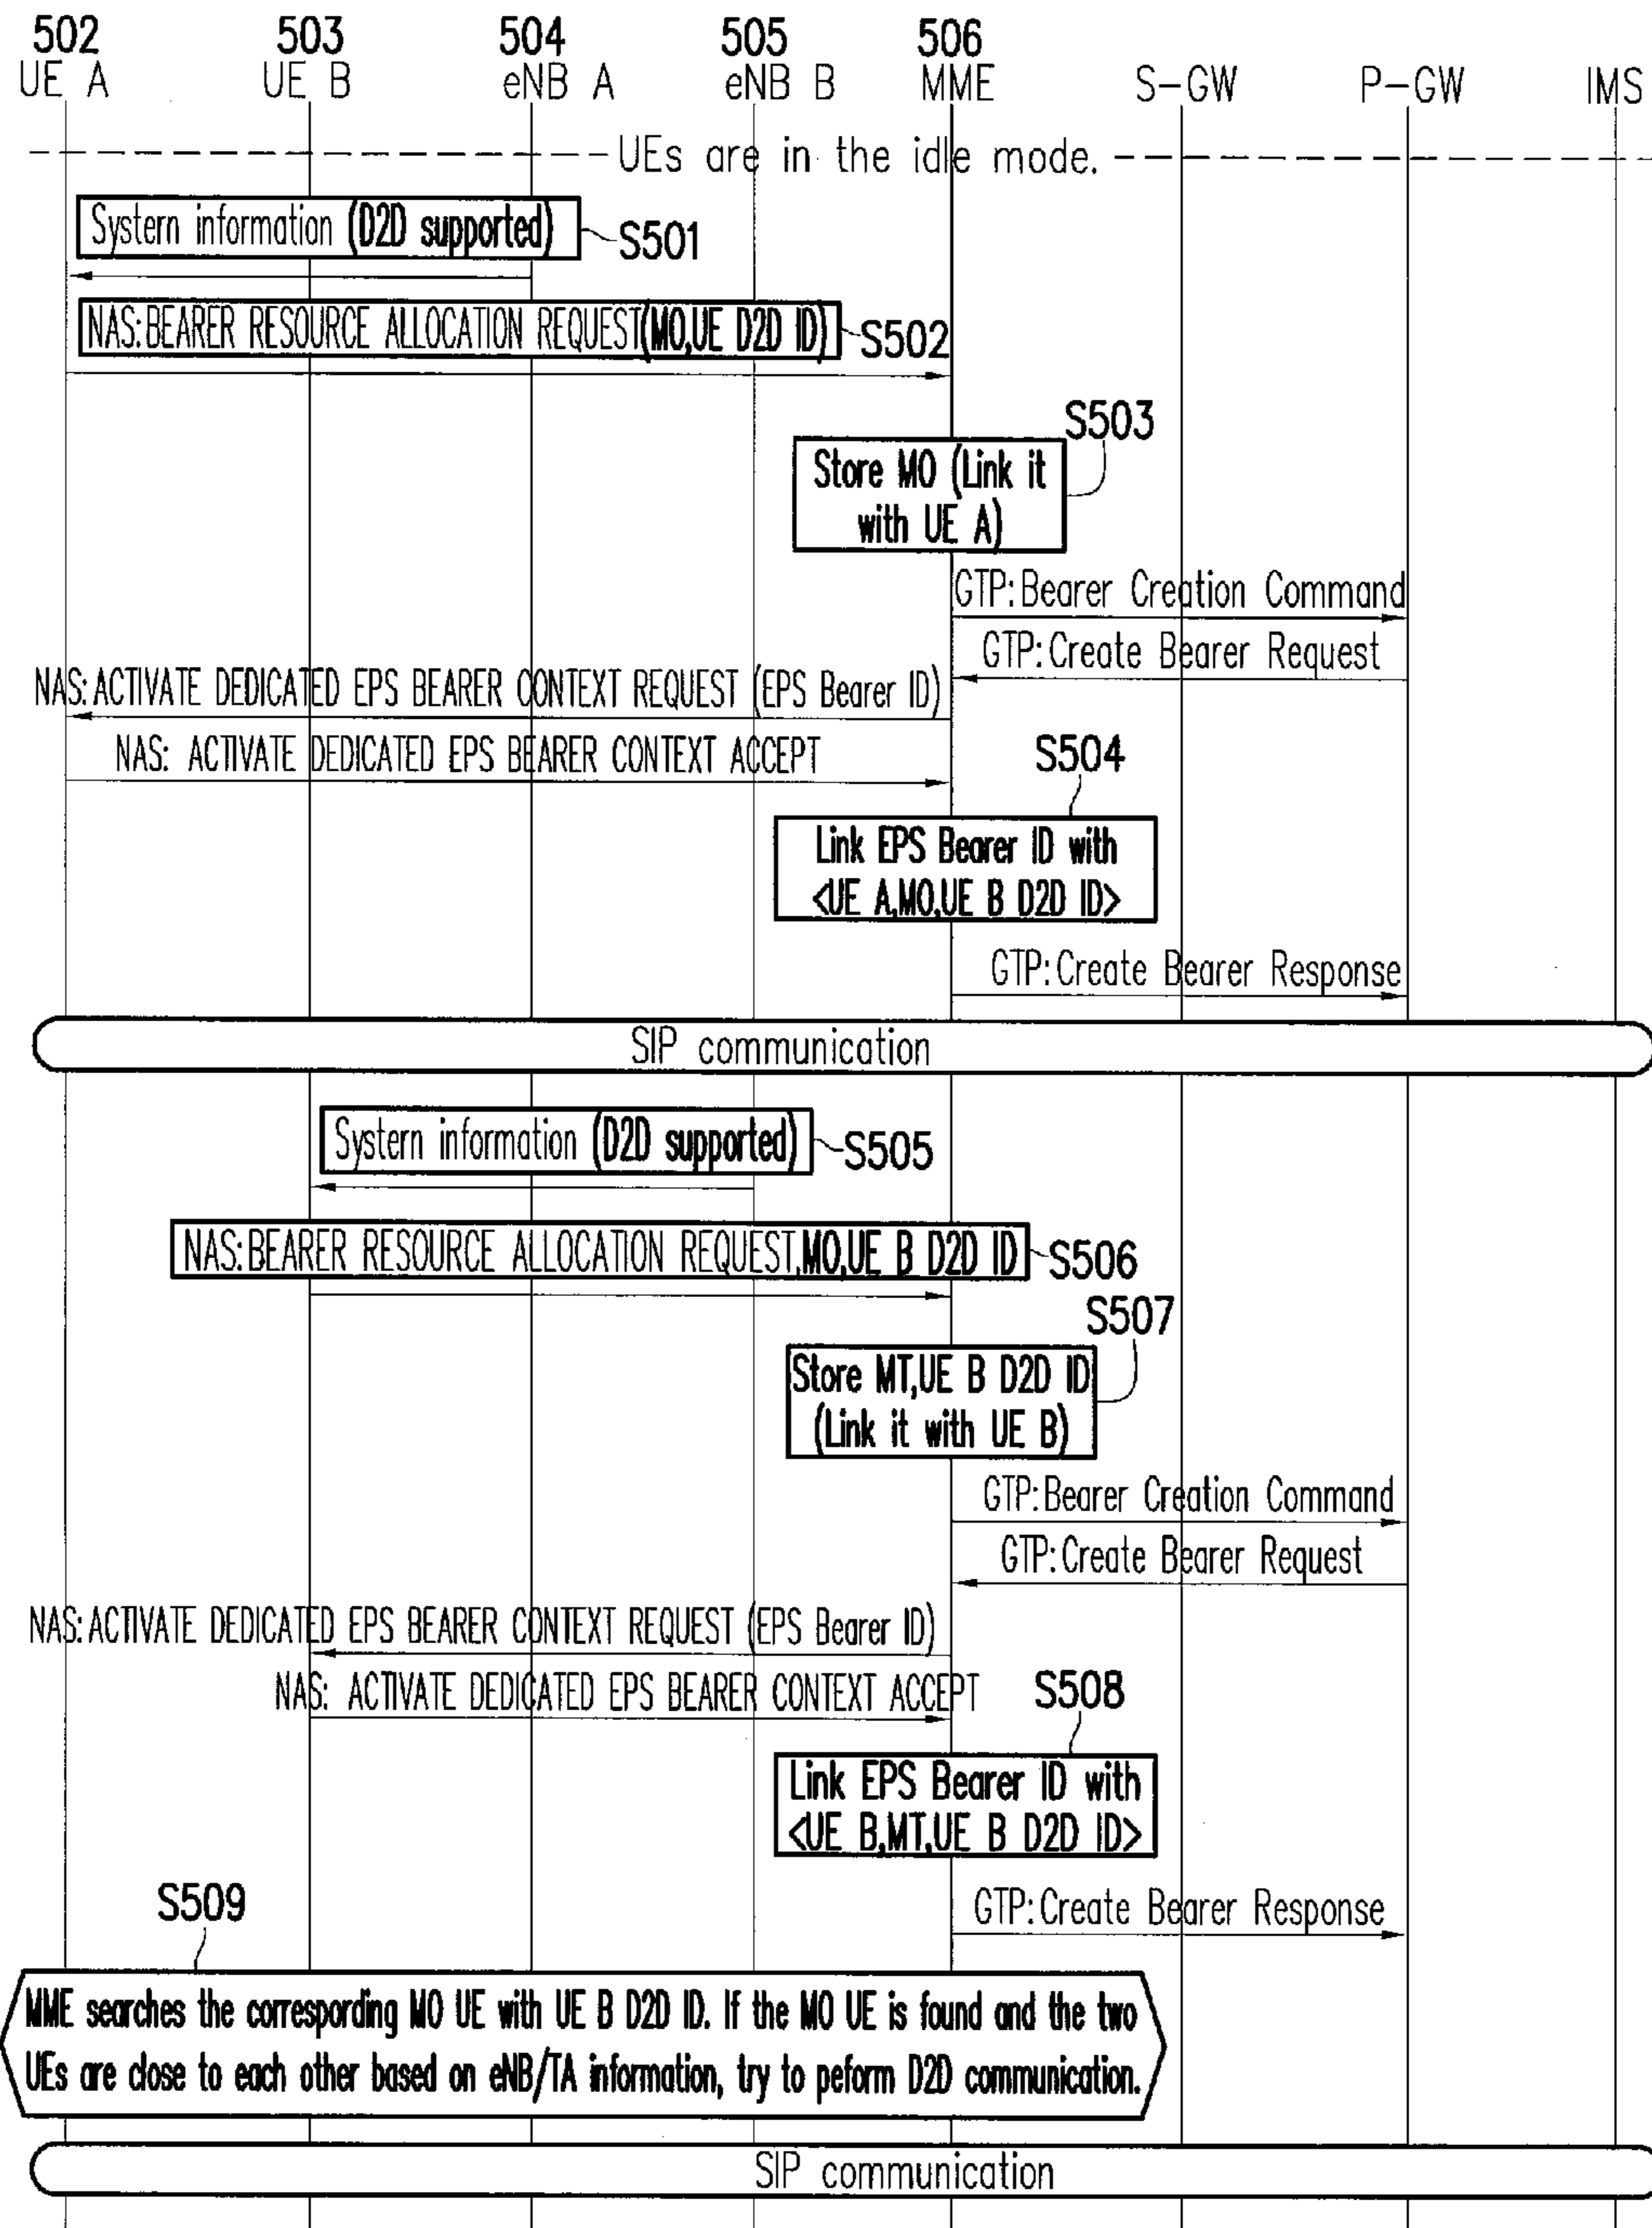 502 503 504 505 506
UE A UE B eNB A eNB B MME S-GW P-GW IMS
UEs are in the idle mode.
System information (D2D supported) S501
NAS:BEARER RESOURCE ALLOCATION REQUEST(MO,UE D2D ID) S502
S503
Store MO (Link it
with UE A)
GTP:Bearer Creation Command
GTP:Create Bearer Request
NAS:ACTIVATE DEDICATED EPS BEARER CONTEXT REQUEST (EPS Bearer ID)
NAS: ACTIVATE DEDICATED EPS BEARER CONTEXT ACCEPT
S504
Link EPS Bearer ID with
<UE A,MO,UE B D2D ID>
GTP:Create Bearer Response
SIP communication
System information (D2D supported) S505
NAS:BEARER RESOURCE ALLOCATION REQUEST,MO,UE B D2D ID S506
S507
Store MT,UE B D2D ID
(Link it with UE B)
GTP:Bearer Creation Command
GTP:Create Bearer Request
NAS:ACTIVATE DEDICATED EPS BEARER CONTEXT REQUEST (EPS Bearer ID)
NAS: ACTIVATE DEDICATED EPS BEARER CONTEXT ACCEPT
S508
Link EPS Bearer ID with
<UE B,MT,UE B D2D ID>
GTP:Create Bearer Response
S509
MME searches the correspording MO UE with UE B D2D ID. If the MO UE is found and the two
UEs are close to each other based on eNB/TA information, try to peform D2D communication.
SIP communication